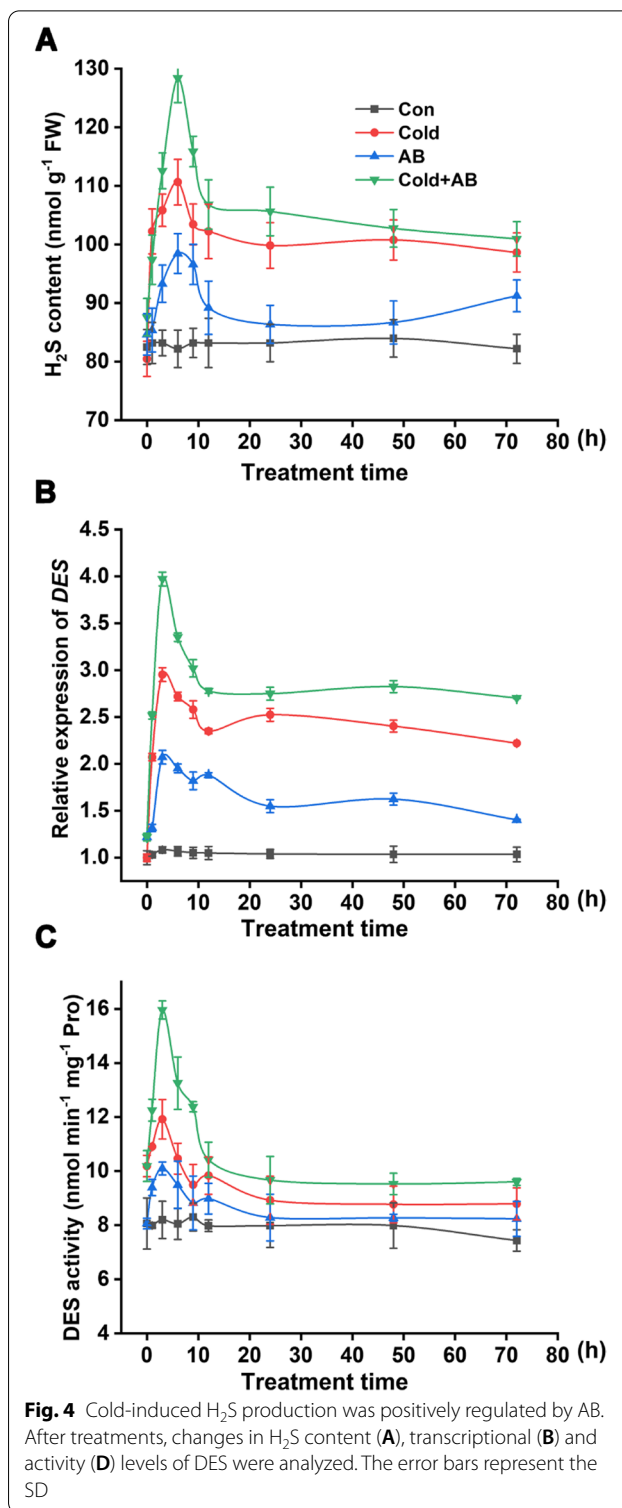 A
H₂S content (nmol g⁻¹ FW)
130
120
110
100
90
80
70
Con
Cold
AB
Cold+AB
0 10 20 30 40 50 60 70 80 (h)
Treatment time
B
Relative expression of DES
4.5
4.0
3.5
3.0
2.5
2.0
1.5
1.0
0 10 20 30 40 50 60 70 80 (h)
Treatment time
C
DES activity (nmol min⁻¹ mg⁻¹ Pro)
16
14
12
10
8
6
4
0 10 20 30 40 50 60 70 80 (h)
Treatment time
Fig. 4 Cold-induced H₂S production was positively regulated by AB.
After treatments, changes in H₂S content (A), transcriptional (B) and
activity (D) levels of DES were analyzed. The error bars represent the
SD